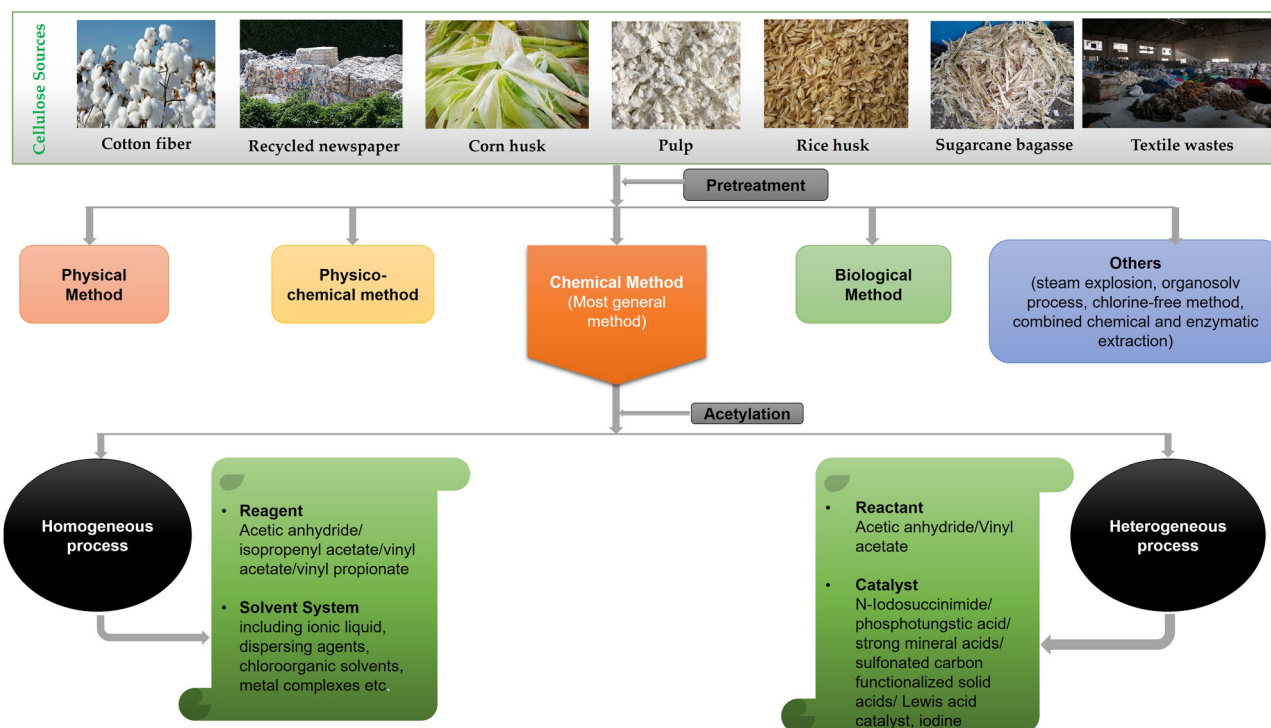 Cellulose Sources
Cotton fiber
Recycled newspaper
Corn husk
Pulp
Rice husk
Sugarcane bagasse
Textile wastes
Pretreatment
Physical
Method
Physico-
chemical method
Chemical Method
(Most general
method)
Biological
Method
Others
(steam explosion, organosolv
process, chlorine-free method,
combined chemical and enzymatic
extraction)
Acetylation
Homogeneous
process
• Reagent
Acetic anhydride/
isopropenyl acetate/vinyl
acetate/vinyl propionate
• Solvent System
including ionic liquid,
dispersing agents,
chloroorganic solvents,
metal complexes etc.
• Reactant
Acetic anhydride/Vinyl
acetate
• Catalyst
N-Iodosuccinimide/
phosphotungstic acid/
strong mineral acids/
sulfonated carbon
functionalized solid
acids/ Lewis acid
catalyst, iodine
Heterogeneous
process